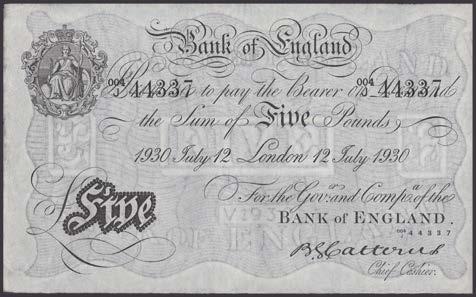 Bank of England
004/J 44337 004/J 44337
Promise to pay the Bearer on Demand
the Sum of Five Pounds
1930 July 12 London 12 July 1930
For the Govr. and Compa. of the
BANK OF ENGLAND.
004/J 44337
Five
B.G. Catterns
Chief Cashier.